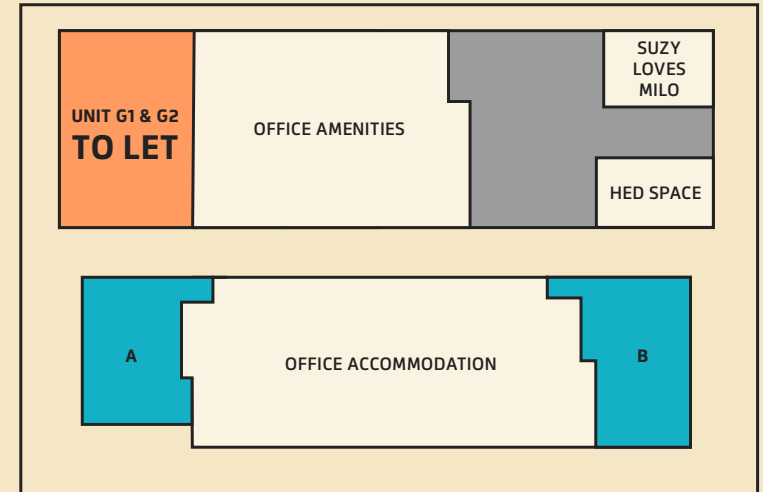 UNIT G1 & G2
TO LET
OFFICE AMENITIES
SUZY
LOVES
MILO
HED SPACE
A
OFFICE ACCOMMODATION
B